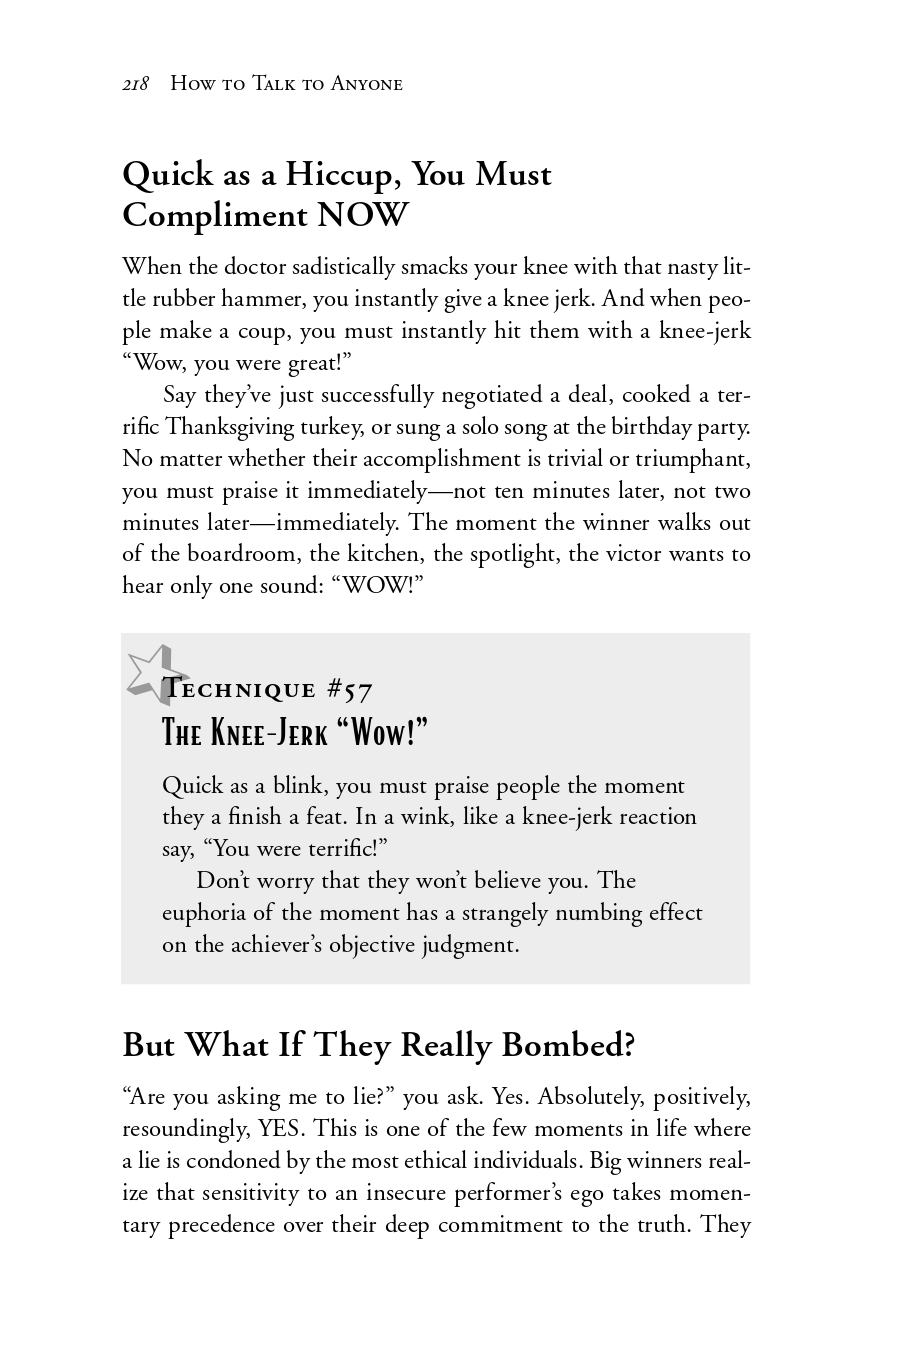 218 How to Talk to Anyone
Quick as a Hiccup, You Must
Compliment NOW
When the doctor sadistically smacks your knee with that nasty lit-
tle rubber hammer, you instantly give a knee jerk. And when peo-
ple make a coup, you must instantly hit them with a knee-jerk
“Wow, you were great!”
Say they’ve just successfully negotiated a deal, cooked a ter-
rific Thanksgiving turkey, or sung a solo song at the birthday party.
No matter whether their accomplishment is trivial or triumphant,
you must praise it immediately—not ten minutes later, not two
minutes later—immediately. The moment the winner walks out
of the boardroom, the kitchen, the spotlight, the victor wants to
hear only one sound: “WOW!”
Technique #57
The Knee-Jerk “Wow!”
Quick as a blink, you must praise people the moment
they a finish a feat. In a wink, like a knee-jerk reaction
say, “You were terrific!”
Don’t worry that they won’t believe you. The
euphoria of the moment has a strangely numbing effect
on the achiever’s objective judgment.
But What If They Really Bombed?
“Are you asking me to lie?” you ask. Yes. Absolutely, positively,
resoundingly, YES. This is one of the few moments in life where
a lie is condoned by the most ethical individuals. Big winners real-
ize that sensitivity to an insecure performer’s ego takes momen-
tary precedence over their deep commitment to the truth. They